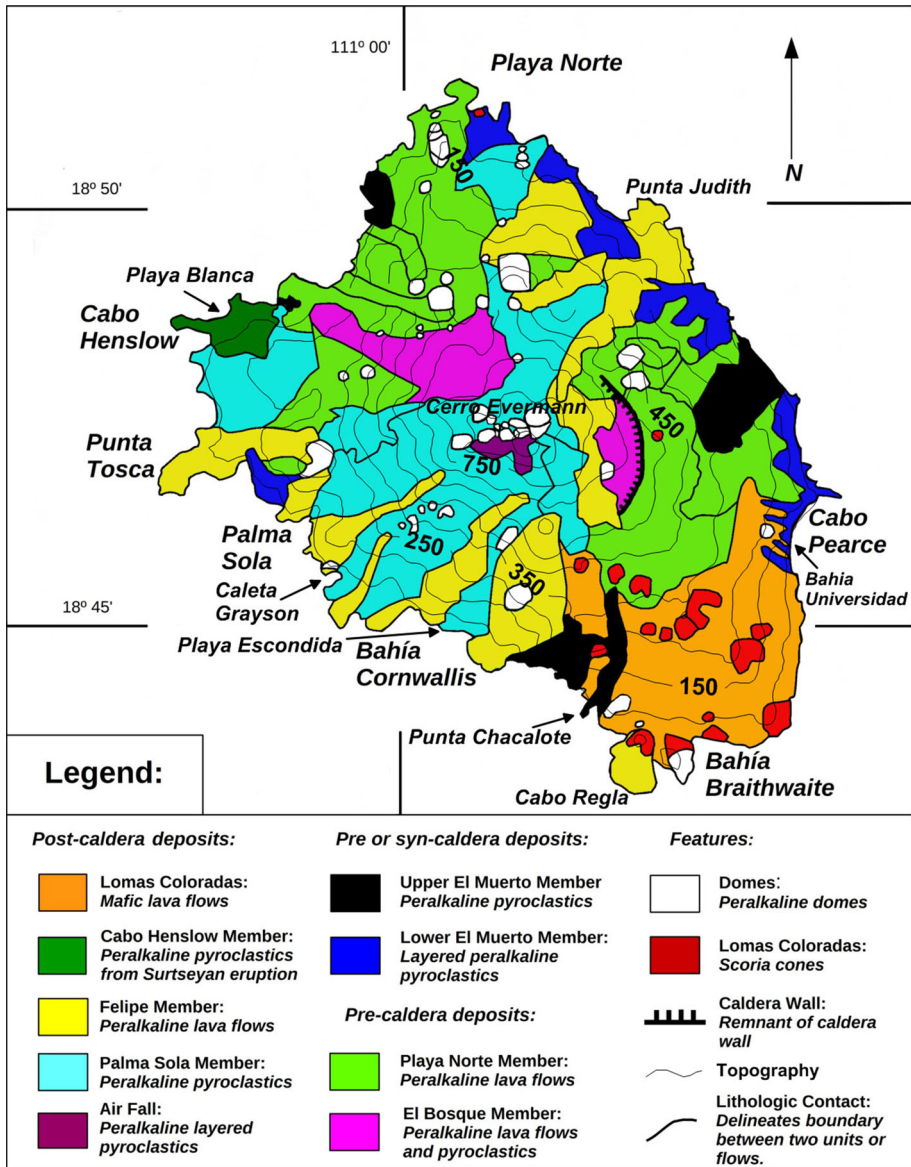 111º 00'
Playa Norte
150
N
18º 50'
Punta Judith
Playa Blanca
Cabo
Henslow
450
Cerro Evermann
Punta
Tosca
750
Cabo
Pearce
Palma
Sola
250
Bahia
Universidad
350
Caleta
Grayson
18º 45'
Playa Escondida
Bahía
Cornwallis
150
Punta Chacalote
Bahía
Braithwaite
Cabo Regla
Legend:
Post-caldera deposits:
Lomas Coloradas:
Mafic lava flows
Cabo Henslow Member:
Peralkaline pyroclastics
from Surtseyan eruption
Felipe Member:
Peralkaline lava flows
Palma Sola Member:
Peralkaline pyroclastics
Air Fall:
Peralkaline layered
pyroclastics
Pre or syn-caldera deposits:
Upper El Muerto Member
Peralkaline pyroclastics
Lower El Muerto Member:
Layered peralkaline
pyroclastics
Pre-caldera deposits:
Playa Norte Member:
Peralkaline lava flows
El Bosque Member:
Peralkaline lava flows
and pyroclastics
Features:
Domes:
Peralkaline domes
Lomas Coloradas:
Scoria cones
Caldera Wall:
Remnant of caldera
wall
Topography
Lithologic Contact:
Delineates boundary
between two units or
flows.